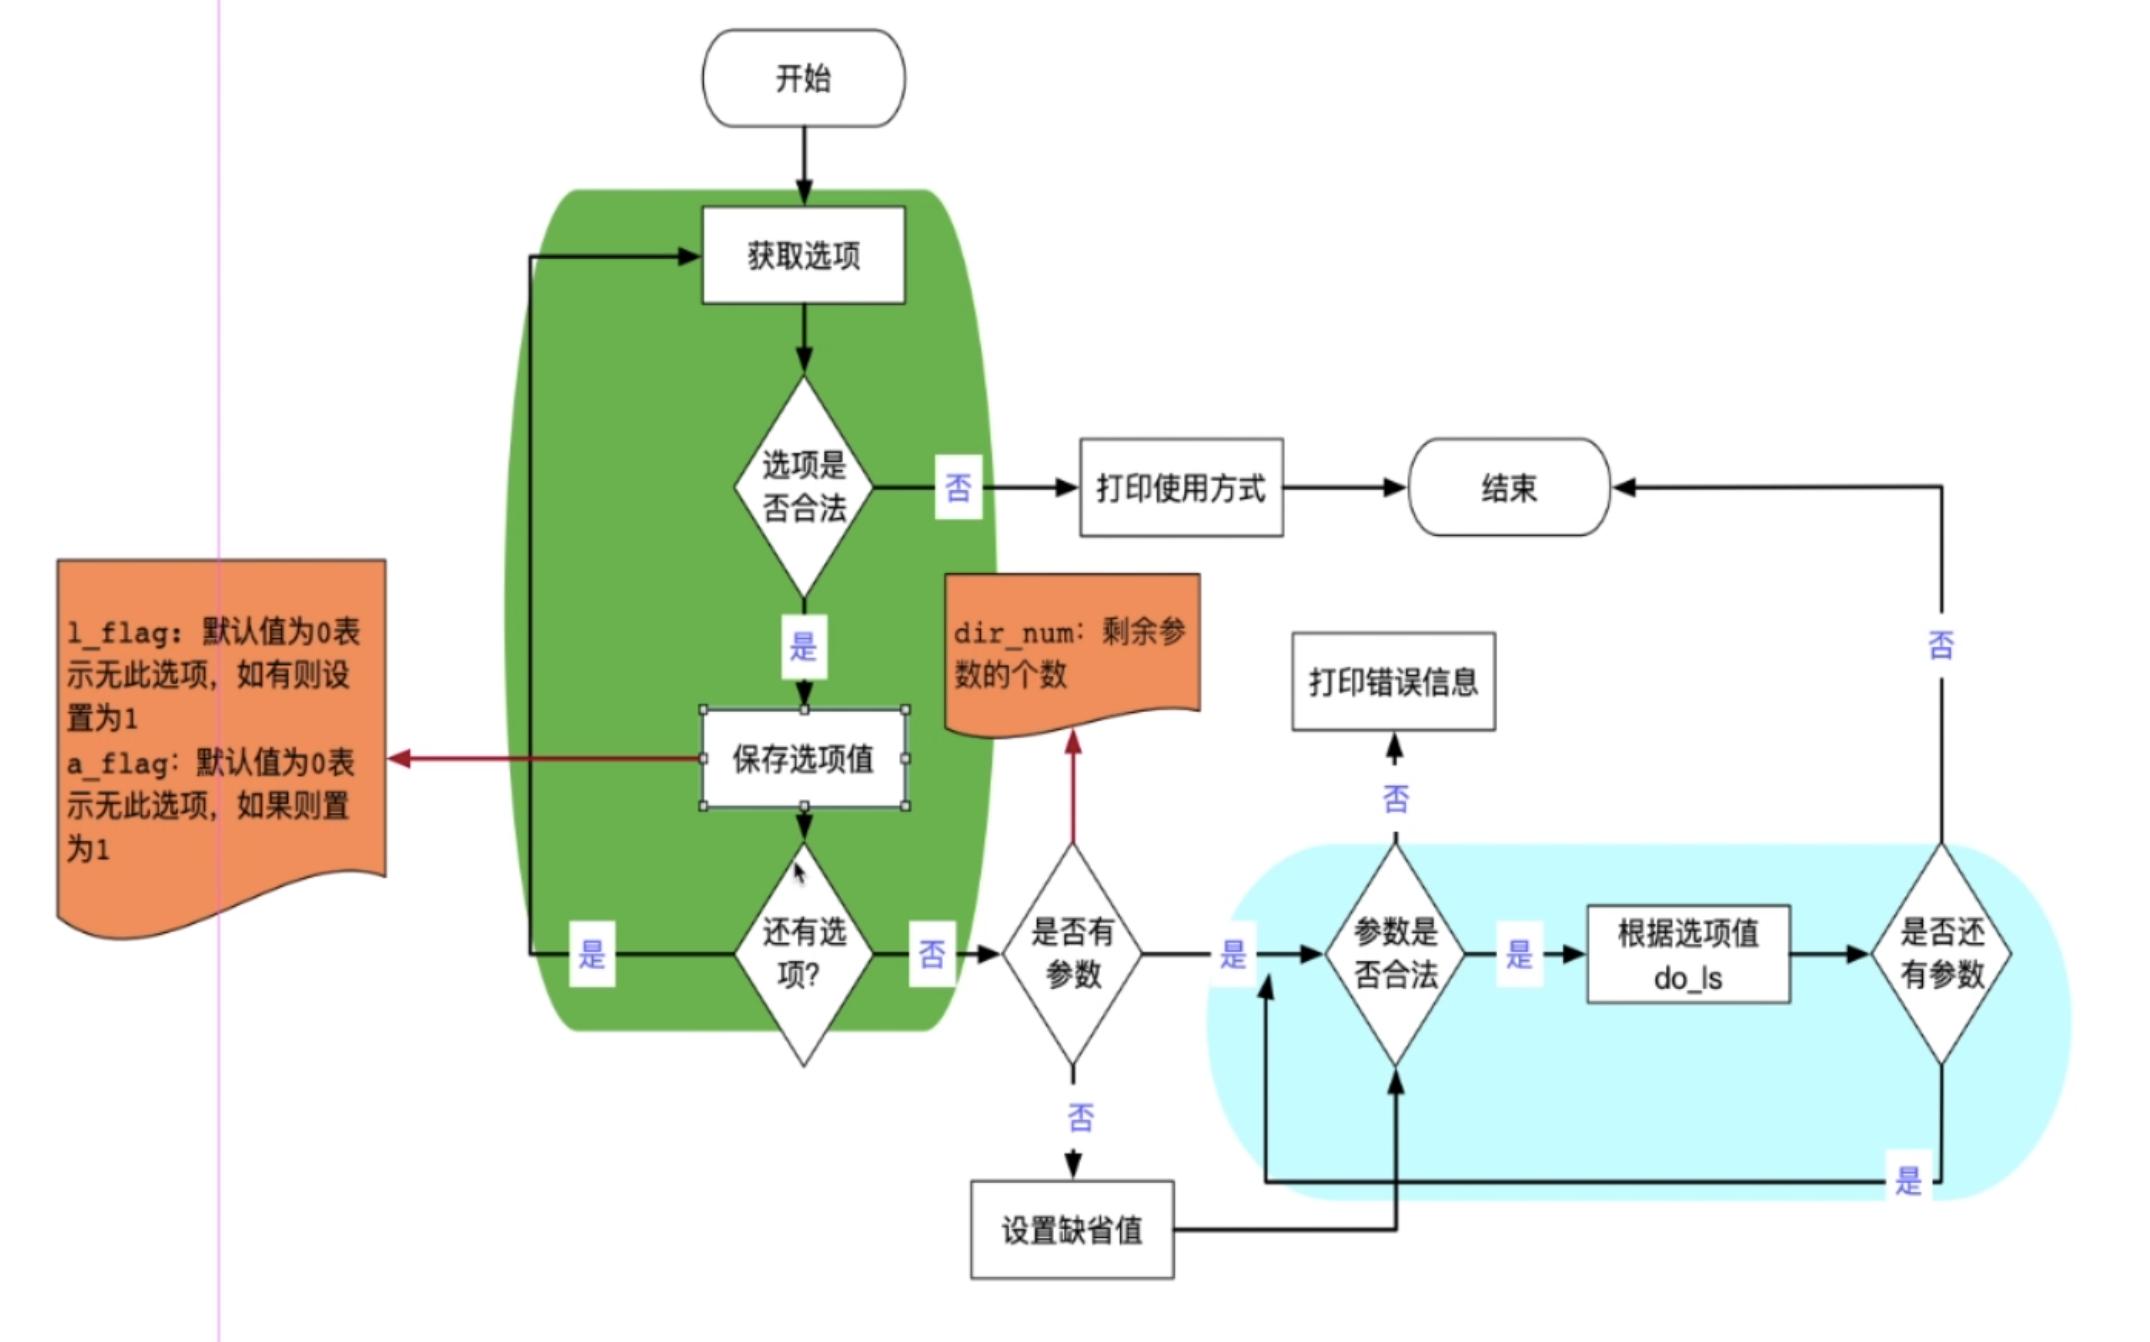 开始
获取选项
选项是
否合法
否
打印使用方式
结束
是
l_flag：默认值为0表
示无此选项，如有则设
置为1
a_flag：默认值为0表
示无此选项，如果则置
为1
dir_num：剩余参
数的个数
打印错误信息
否
否
保存选项值
还有选
项?
是
否
是否有
参数
是
参数是
否合法
是
根据选项值
do_ls
是否还
有参数
否
是
设置缺省值